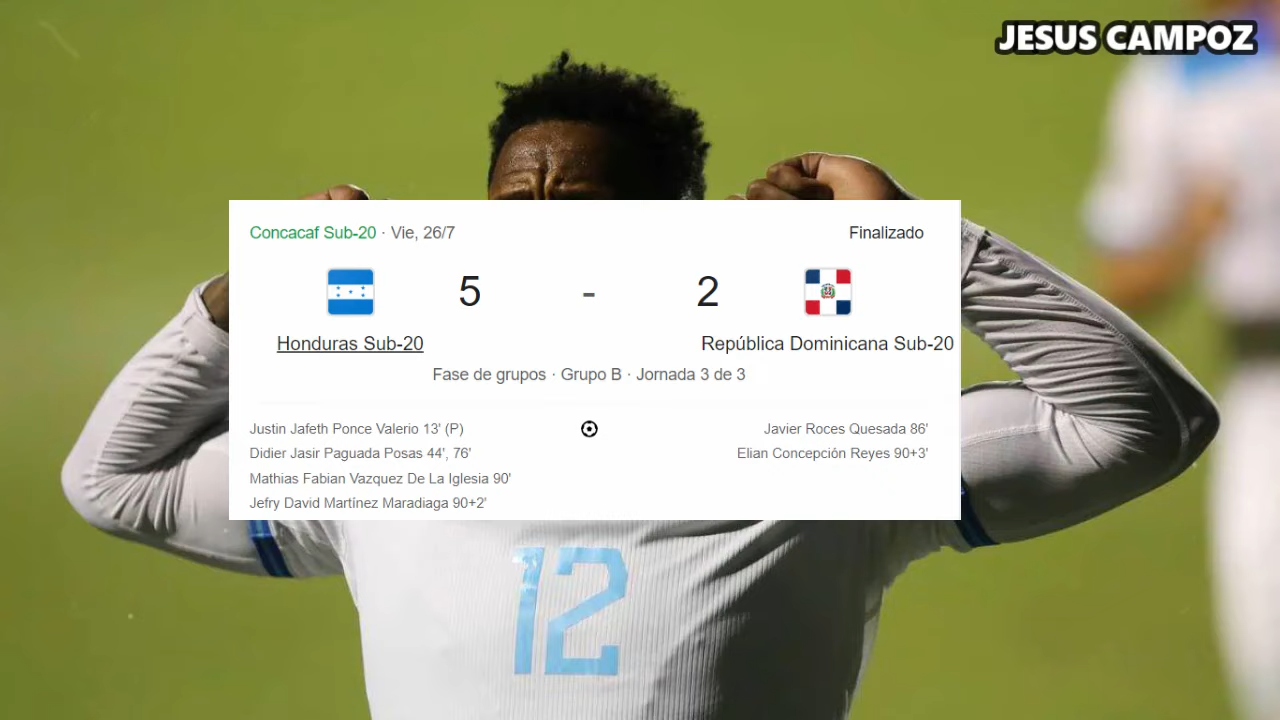 JESUS CAMPOZ
Concacaf Sub-20 · Vie, 26/7
Finalizado
5 - 2
Honduras Sub-20
República Dominicana Sub-20
Fase de grupos · Grupo B · Jornada 3 de 3
Justin Jafeth Ponce Valerio 13' (P)
Javier Roces Quesada 86'
Didier Jasir Paguada Posas 44', 76'
Elian Concepción Reyes 90+3'
Mathias Fabian Vazquez De La Iglesia 90'
Jefry David Martínez Maradiaga 90+2'
12